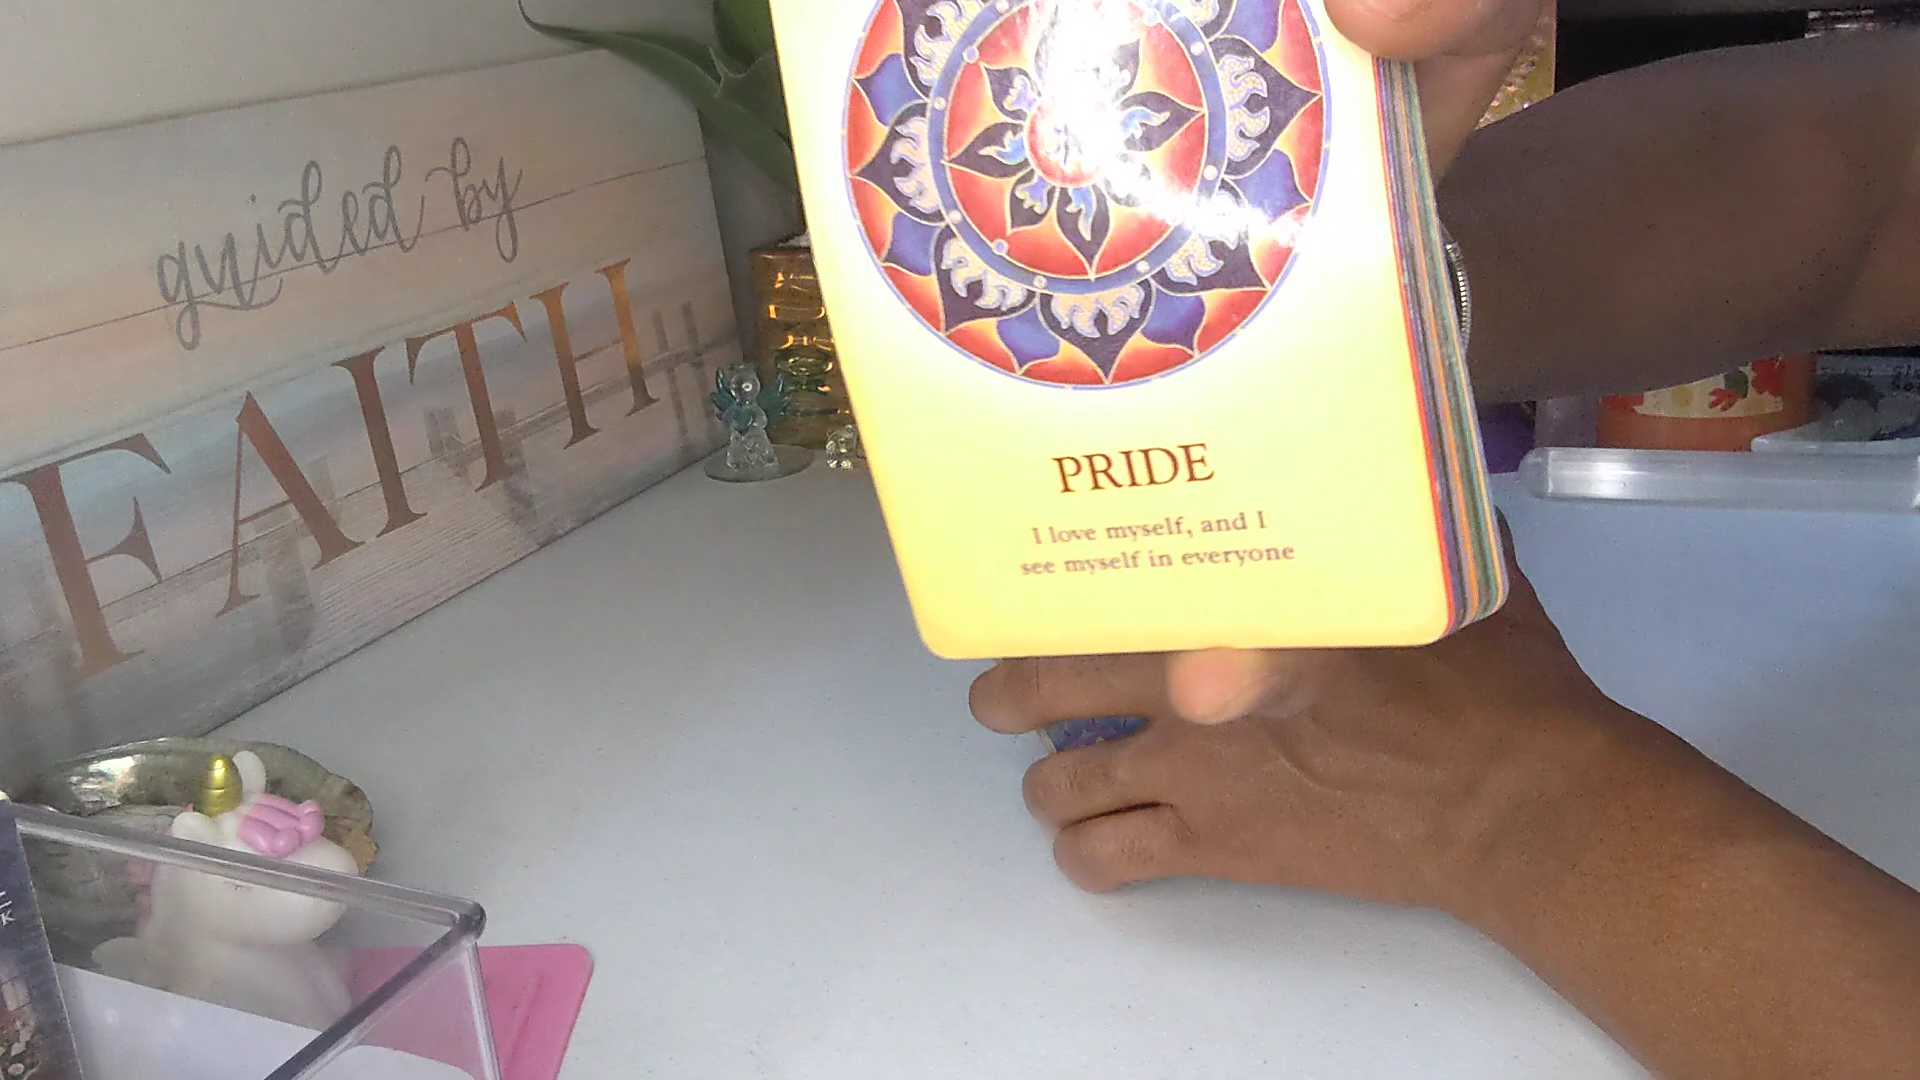 guided by
FAITH
PRIDE
I love myself, and I
see myself in everyone